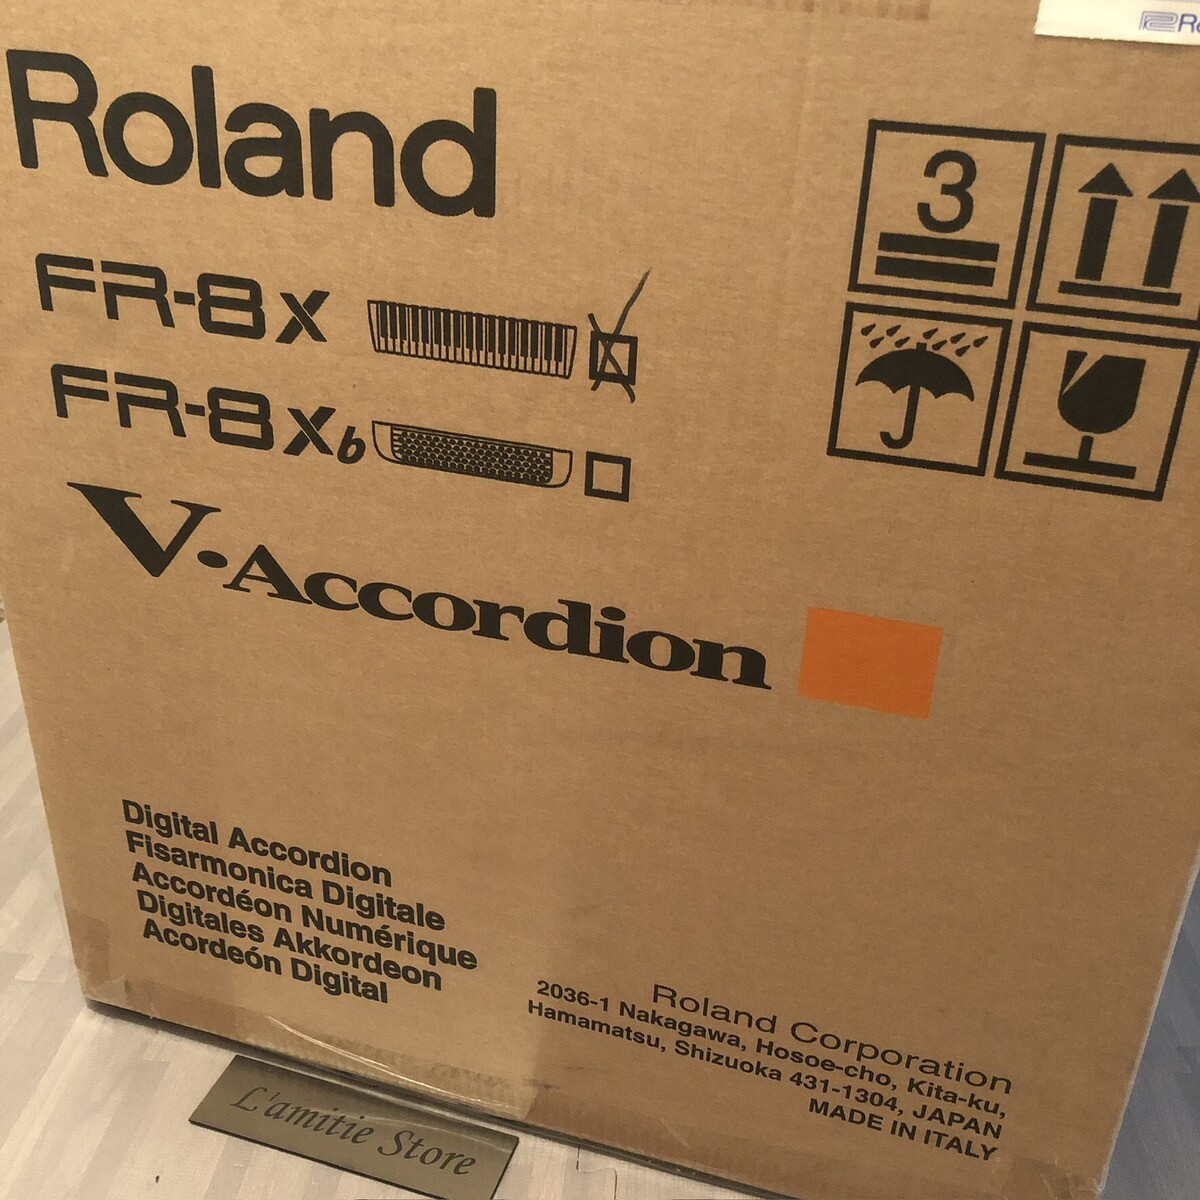 Roland
FR-8x
FR-8xb
V-Accordion
3
Digital Accordion
Fisarmonica Digitale
Accordéon Numérique
Digitales Akkordeon
Acordeón Digital
Roland Corporation
2036-1 Nakagawa, Hosoe-cho, Kita-ku,
Hamamatsu, Shizuoka 431-1304, JAPAN
MADE IN ITALY
L'amitie Store